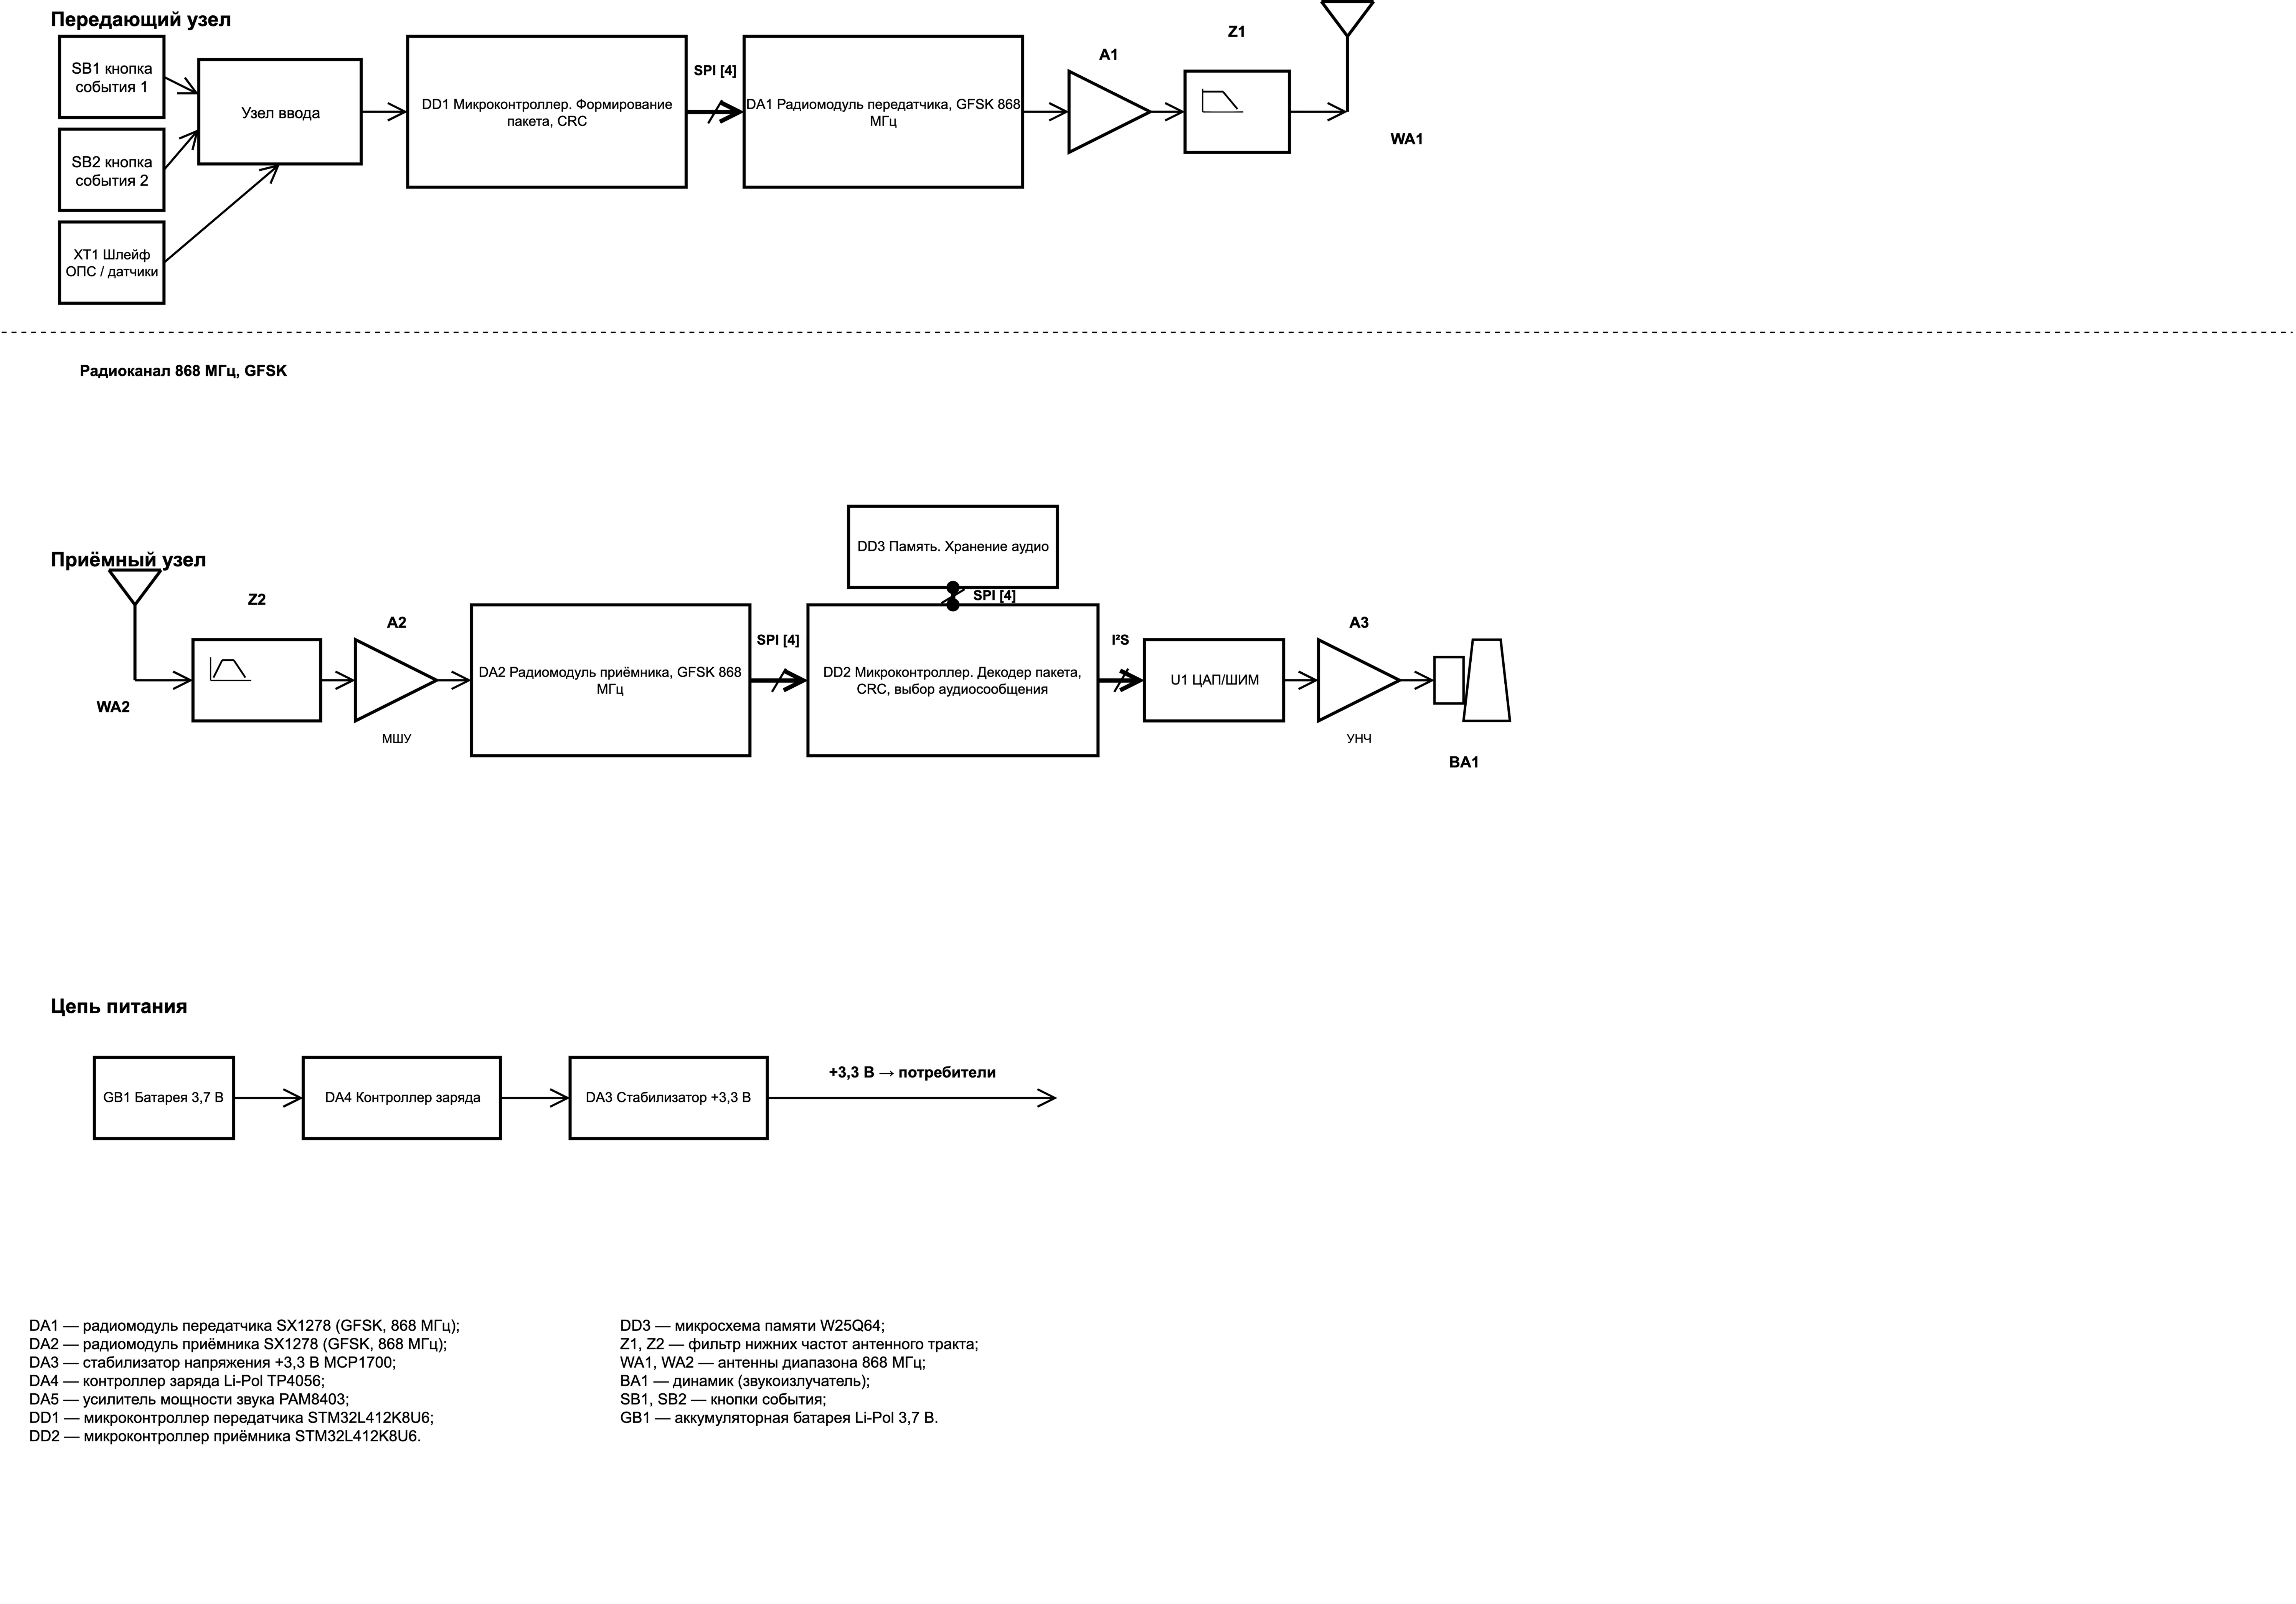 Передающий узел
SB1 кнопка
события 1
SB2 кнопка
события 2
XT1 Шлейф
ОПС / датчики
Узел ввода
DD1 Микроконтроллер. Формирование
пакета, CRC
SPI [4]
DA1 Радиомодуль передатчика, GFSK 868
МГц
A1
Z1
WA1
Радиоканал 868 МГц, GFSK
Приёмный узел
WA2
Z2
A2
МШУ
DA2 Радиомодуль приёмника, GFSK 868
МГц
SPI [4]
DD3 Память. Хранение аудио
SPI [4]
DD2 Микроконтроллер. Декодер пакета,
CRC, выбор аудиосообщения
I²S
U1 ЦАП/ШИМ
A3
УНЧ
BA1
Цепь питания
GB1 Батарея 3,7 В
DA4 Контроллер заряда
DA3 Стабилизатор +3,3 В
+3,3 В → потребители
DA1 — радиомодуль передатчика SX1278 (GFSK, 868 МГц);
DA2 — радиомодуль приёмника SX1278 (GFSK, 868 МГц);
DA3 — стабилизатор напряжения +3,3 В MCP1700;
DA4 — контроллер заряда Li-Pol TP4056;
DA5 — усилитель мощности звука PAM8403;
DD1 — микроконтроллер передатчика STM32L412K8U6;
DD2 — микроконтроллер приёмника STM32L412K8U6.
DD3 — микросхема памяти W25Q64;
Z1, Z2 — фильтр нижних частот антенного тракта;
WA1, WA2 — антенны диапазона 868 МГц;
BA1 — динамик (звукоизлучатель);
SB1, SB2 — кнопки события;
GB1 — аккумуляторная батарея Li-Pol 3,7 В.